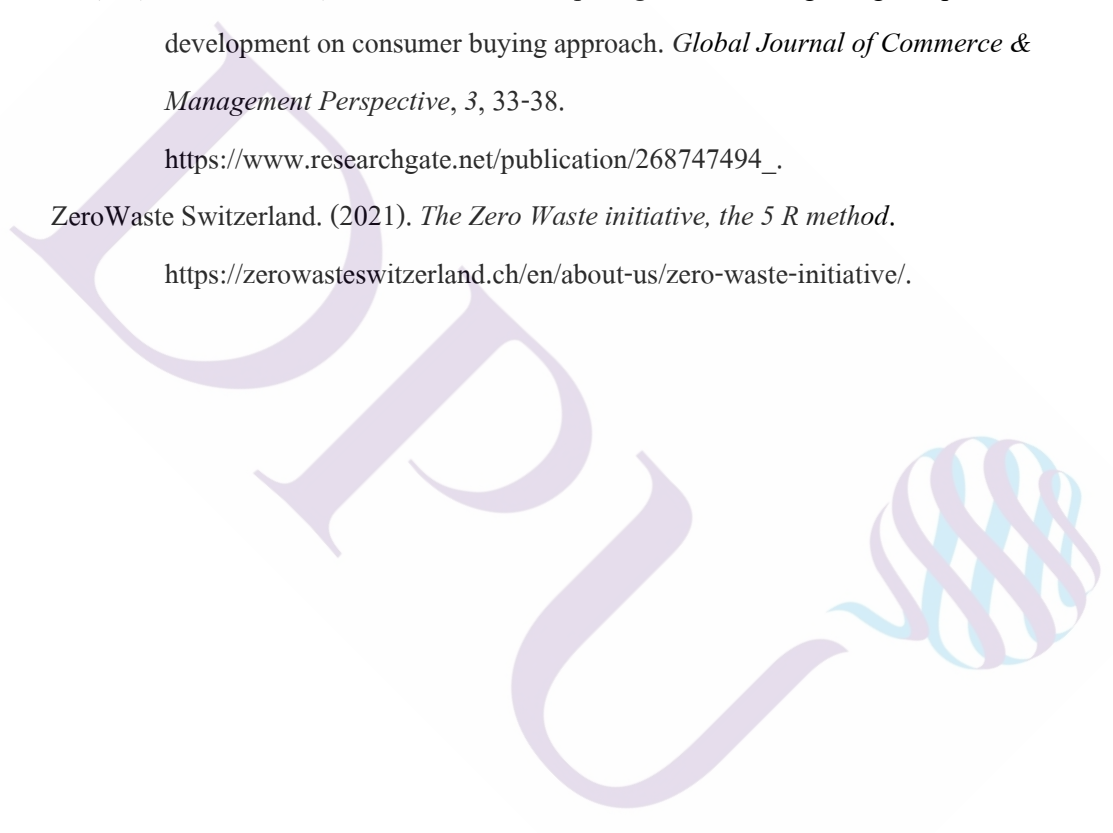 development on consumer buying approach. Global Journal of Commerce &
Management Perspective, 3, 33-38.
https://www.researchgate.net/publication/268747494_.
ZeroWaste Switzerland. (2021). The Zero Waste initiative, the 5 R method.
https://zerowasteswitzerland.ch/en/about-us/zero-waste-initiative/.
DPU